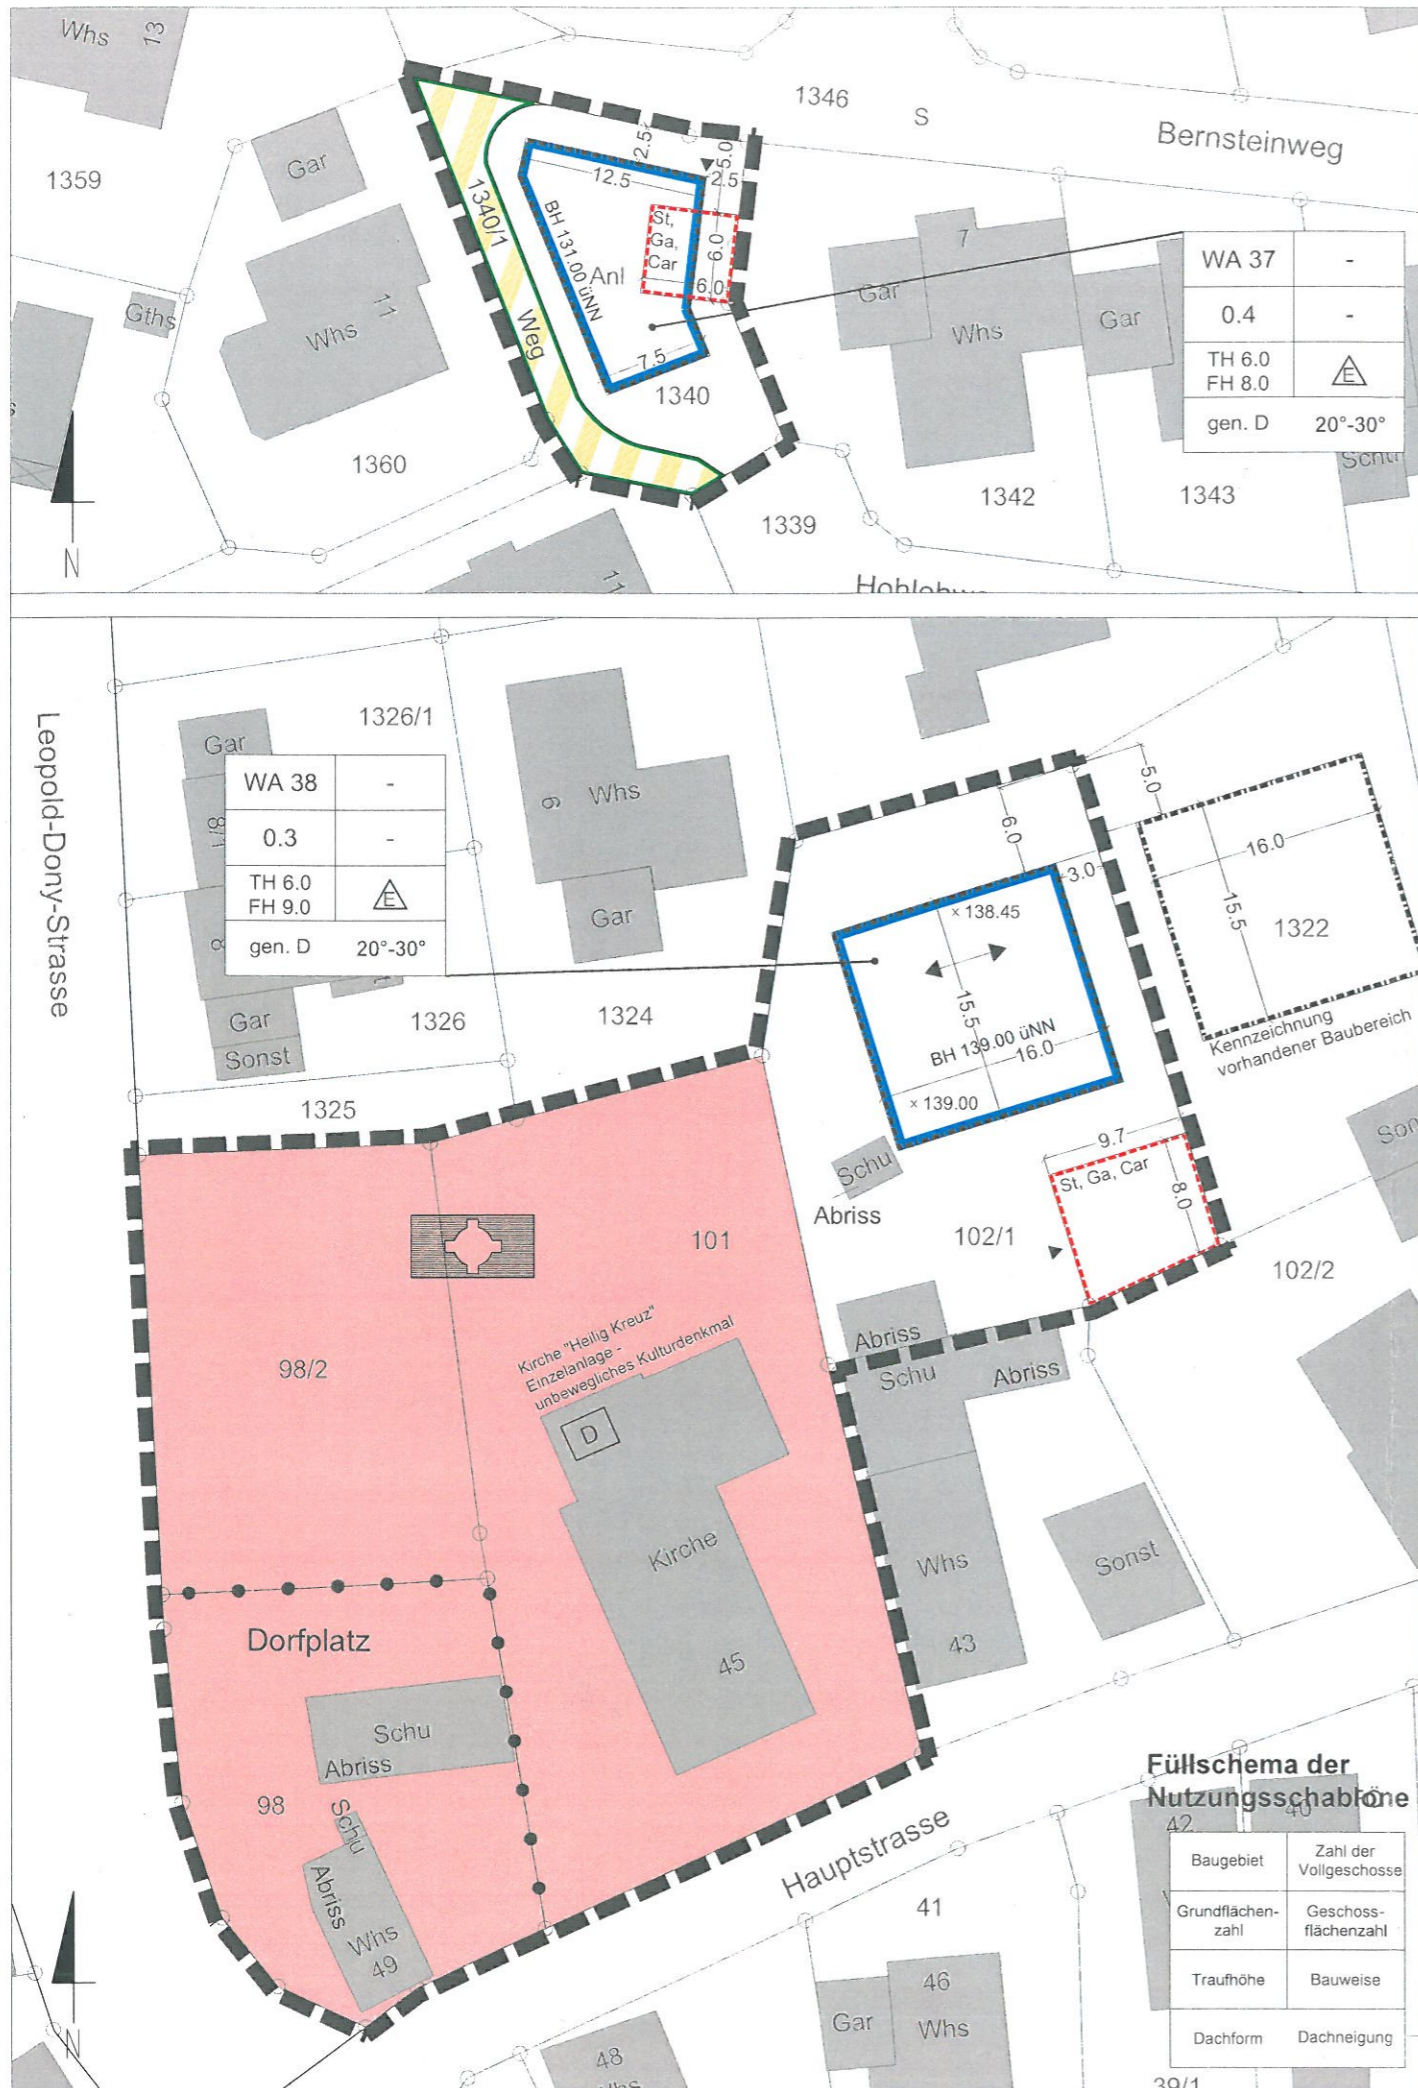 Whs
13
1346
S
Bernsteinweg
1359
Gar
2.5
5.0
12.5
2.5
1340/1
St,
Ga,
Car
6.0
7
BH 131.00 üNN
Anl
6.0
Gar
WA 37 -
0.4 -
TH 6.0
FH 8.0
E
gen. D 20°-30°
Gths
11
Whs
Weg
Whs
Gar
7.5
1340
1360
1342
1343
1339
11
N
Leopold-Dony-Strasse
1326/1
Gar
WA 38 -
0.3 -
TH 6.0
FH 9.0
E
gen. D 20°-30°
8/1
8
9
Whs
Gar
5.0
6.0
16.0
3.0
15.5
1322
× 138.45
15.5
BH 139.00 üNN
16.0
× 139.00
Kennzeichnung
vorhandener Baubereich
Gar
Sonst
1326
1324
1325
9.7
St, Ga, Car
8.0
Schu
Abriss
102/1
102/2
101
98/2
Kirche "Heilig Kreuz"
Einzelanlage -
unbewegliches Kulturdenkmal
D
Abriss
Schu
Abriss
Kirche
45
Whs
43
Sonst
Dorfplatz
Schu
Abriss
98
Schu
Abriss
Whs
49
Hauptstrasse
41
Füllschema der
Nutzungsschablone
42
40
Baugebiet
Zahl der
Vollgeschosse
Grundflächen-
zahl
Geschoss-
flächenzahl
Traufhöhe
Bauweise
Dachform
Dachneigung
N
46
Gar
Whs
48
39/1